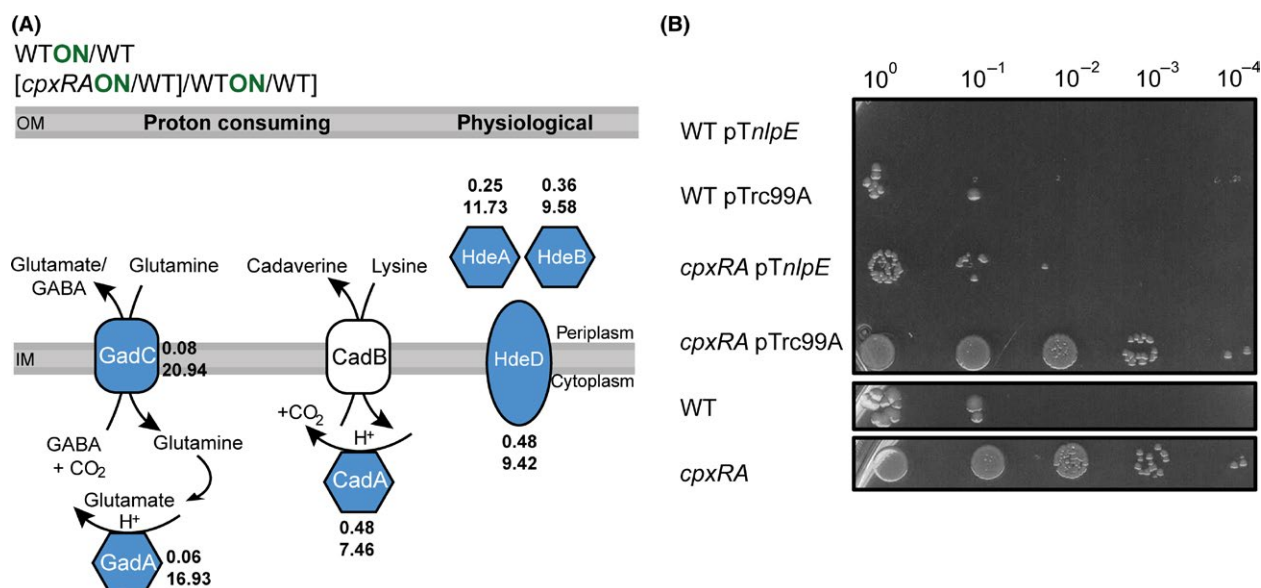 (A)
WTON/WT
[cpxRAON/WT]/WTON/WT]
OM Proton consuming Physiological
0.25 0.36
11.73 9.58
HdeA HdeB
Glutamate/ Glutamine Cadaverine Lysine
GABA
Periplasm
GadC 0.08 CadB HdeD
IM 20.94
Cytoplasm
+CO2 H+
GABA Glutamine
+ CO2
CadA 0.48
9.42
Glutamate
H+
0.48
7.46
GadA 0.06
16.93
(B)
10^0 10^−1 10^−2 10^−3 10^−4
WT pTnlpE
WT pTrc99A
cpxRA pTnlpE
cpxRA pTrc99A
WT
cpxRA